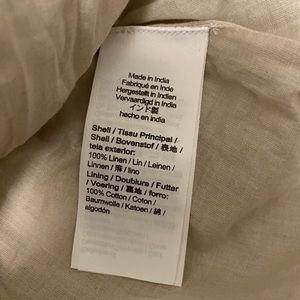 Made in India
Fabriqué en Inde
Hergestellt in Indien
Vervaardigd in India
インド製
hecho en india
Shell / Tissu Principal /
Shell / Bovenstof / 表地 /
tela exterior:
100% Linen / Lin / Leinen /
Linnen / 麻 / lino
Lining / Doublure / Futter
/ Voering / 裏地 / forro:
100% Cotton / Coton /
Baumwolle / Katoen / 綿 /
algodón